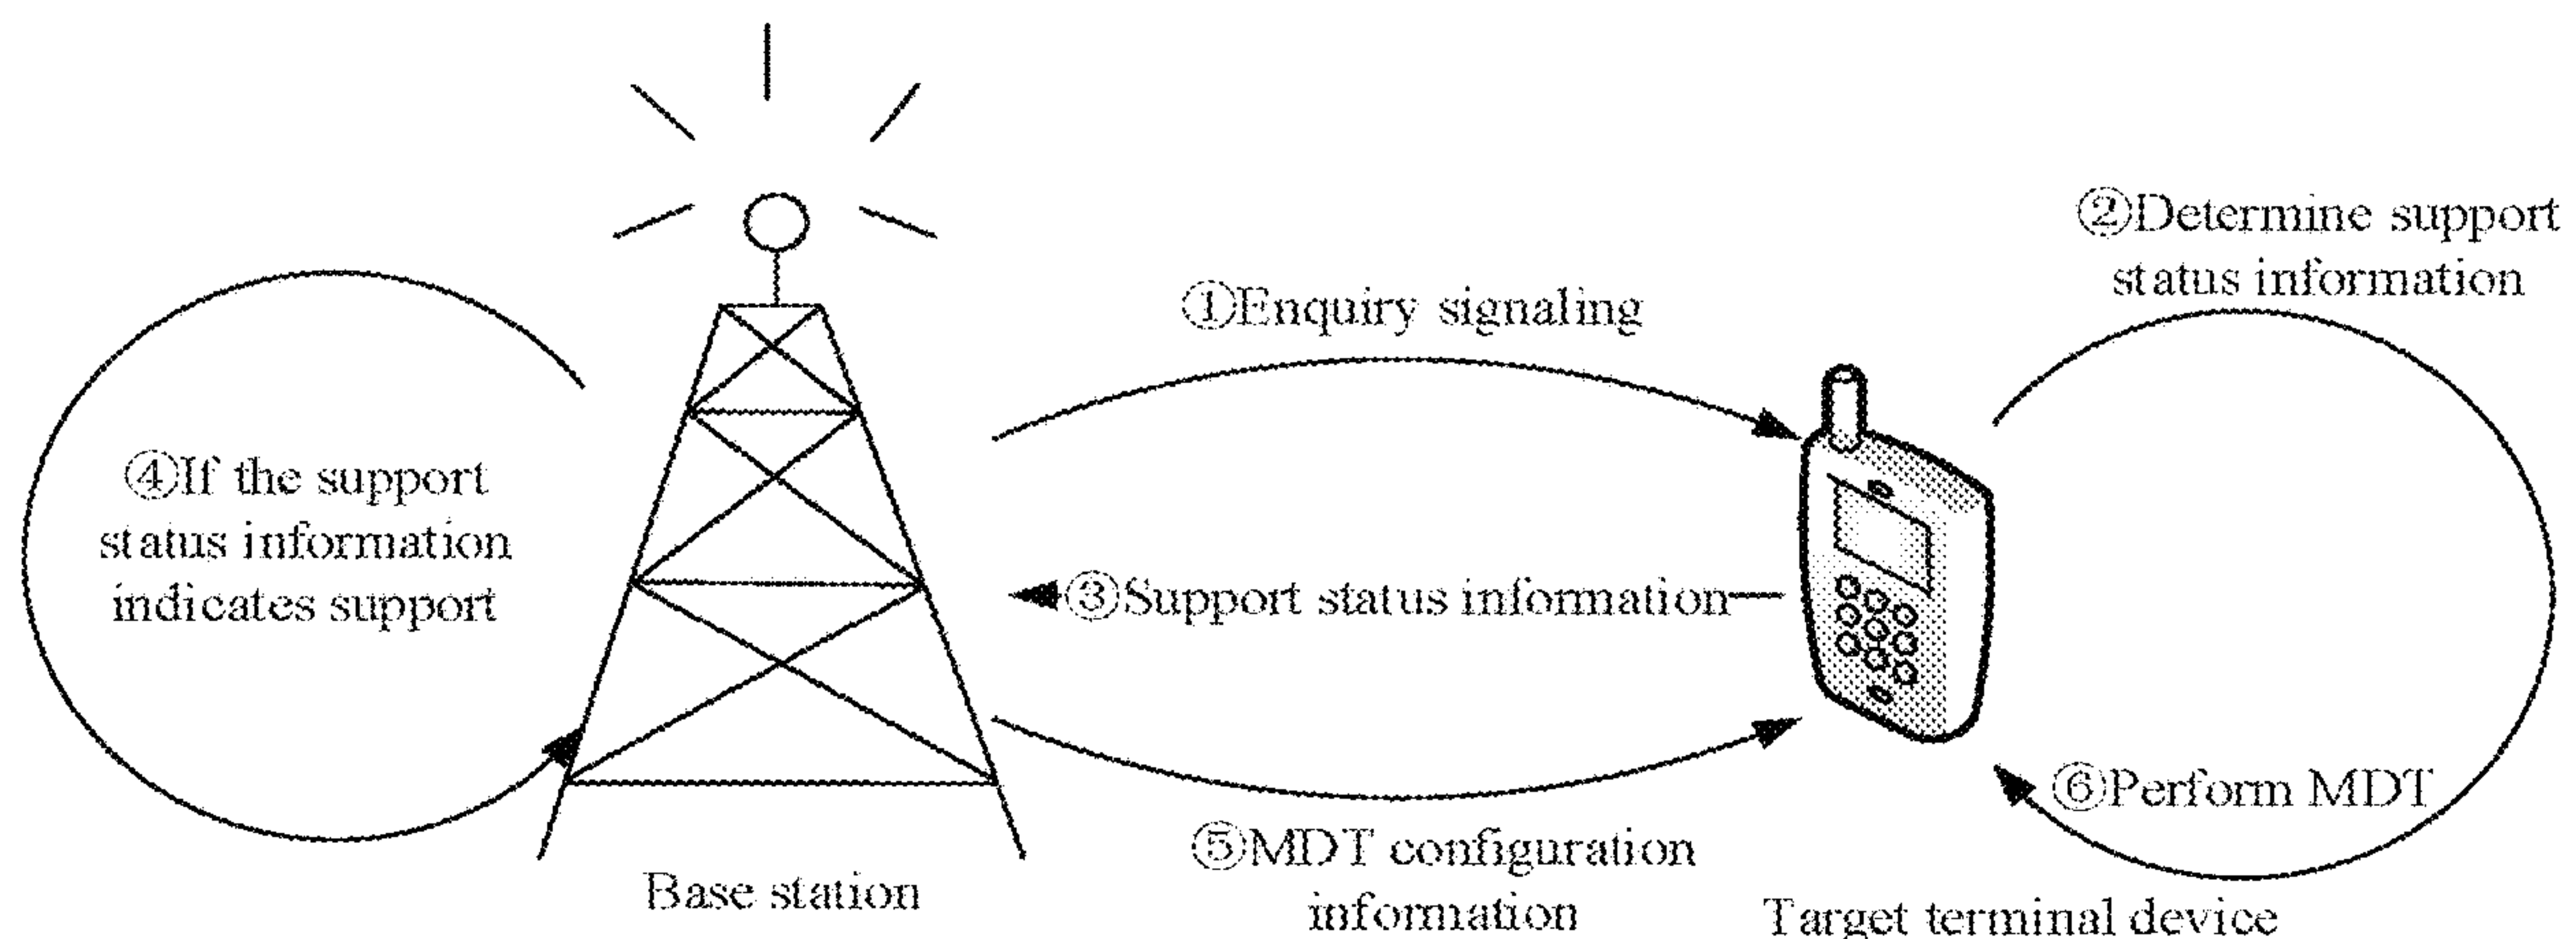 ①Enquiry signaling
②Determine support
status information
③Support status information
④If the support
status information
indicates support
⑤MDT configuration
information
⑥Perform MDT
Base station
Target terminal device